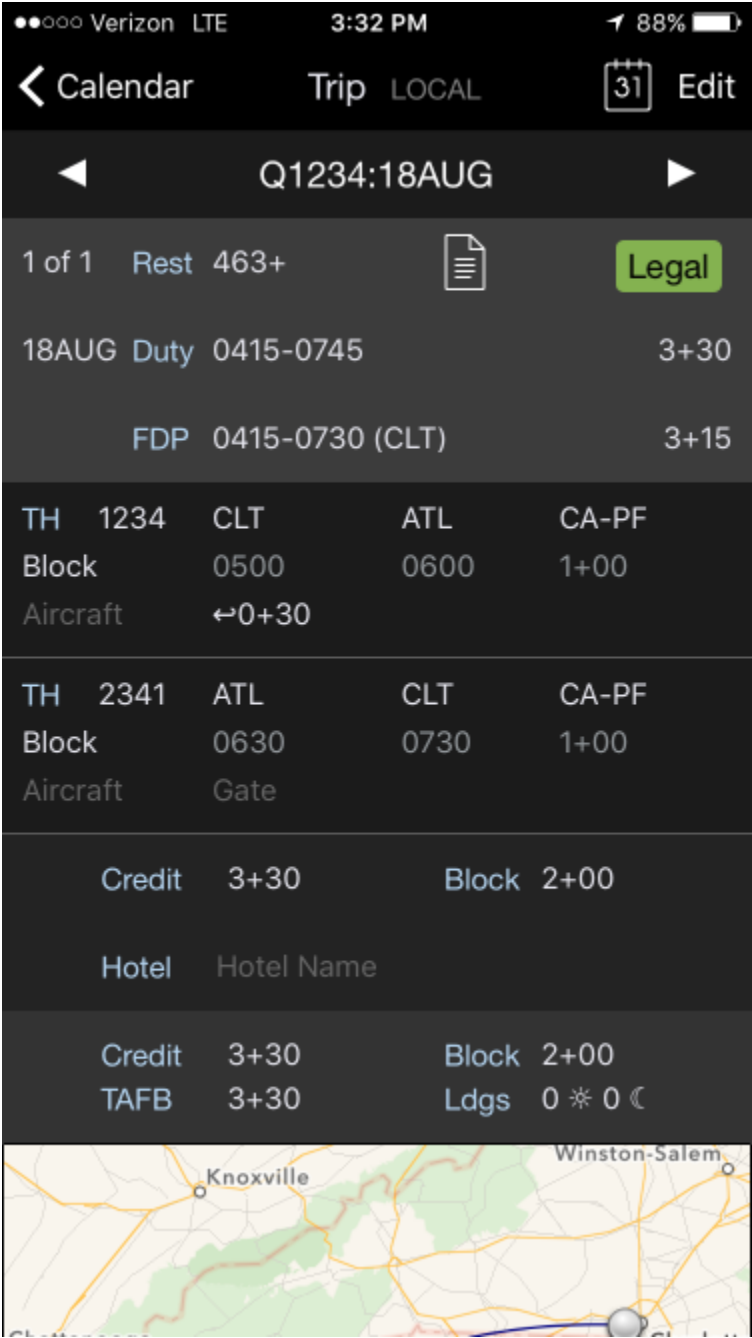 Verizon LTE 3:32 PM 88%
Calendar Trip LOCAL 31 Edit
Q1234:18AUG
1 of 1 Rest 463+ Legal
18AUG Duty 0415-0745 3+30
FDP 0415-0730 (CLT) 3+15
TH 1234 CLT ATL CA-PF
Block 0500 0600 1+00
Aircraft ↩0+30
TH 2341 ATL CLT CA-PF
Block 0630 0730 1+00
Aircraft Gate
Credit 3+30 Block 2+00
Hotel Hotel Name
Credit 3+30 Block 2+00
TAFB 3+30 Ldgs 0 ☼ 0 ☾
Winston-Salem
Knoxville